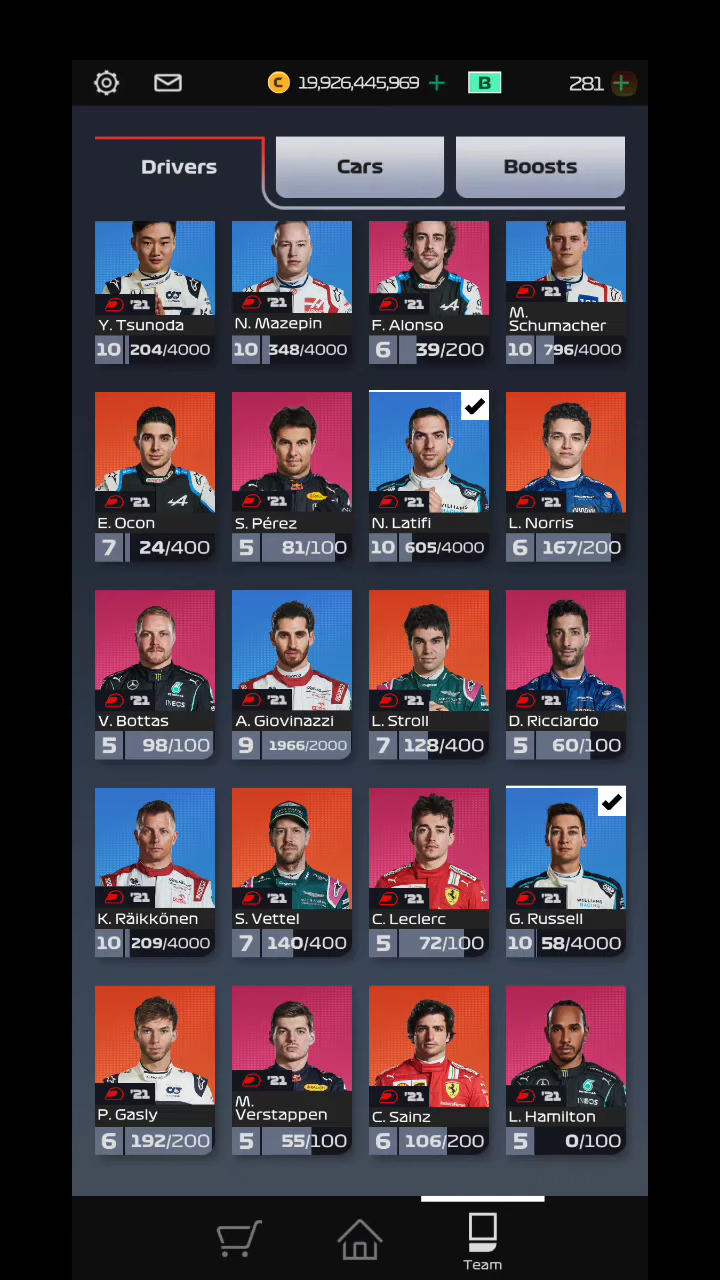 C 19,926,445,969 + B 281 +
Drivers Cars Boosts
'21 '21 '21 '21
Y. Tsunoda N. Mazepin F. Alonso M. Schumacher
10 204/4000 10 348/4000 6 39/200 10 796/4000
'21 '21 '21 '21
E. Ocon S. Pérez N. Latifi L. Norris
7 24/400 5 81/100 10 605/4000 6 167/200
INEOS
'21 '21 '21 '21
V. Bottas A. Giovinazzi L. Stroll D. Ricciardo
5 98/100 9 1966/2000 7 128/400 5 60/100
'21 '21 '21 '21
K. Räikkönen S. Vettel C. Leclerc G. Russell
10 209/4000 7 140/400 5 72/100 10 58/4000
INEOS
'21 '21 '21 '21
P. Gasly M. Verstappen C. Sainz L. Hamilton
6 192/200 5 55/100 6 106/200 5 0/100
Team